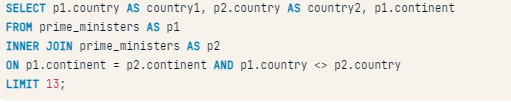 SELECT p1.country AS country1, p2.country AS country2, p1.continent
FROM prime_ministers AS p1
INNER JOIN prime_ministers AS p2
ON p1.continent = p2.continent AND p1.country <> p2.country
LIMIT 13;